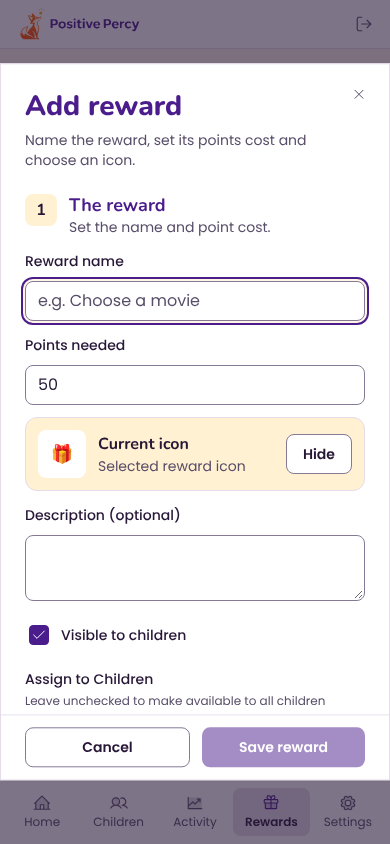 Positive Percy
Add reward
Name the reward, set its points cost and
choose an icon.
1
The reward
Set the name and point cost.
Reward name
e.g. Choose a movie
Points needed
50
Current icon
Selected reward icon
Hide
Description (optional)
Visible to children
Assign to Children
Leave unchecked to make available to all children
Cancel
Save reward
Home
Children
Activity
Rewards
Settings